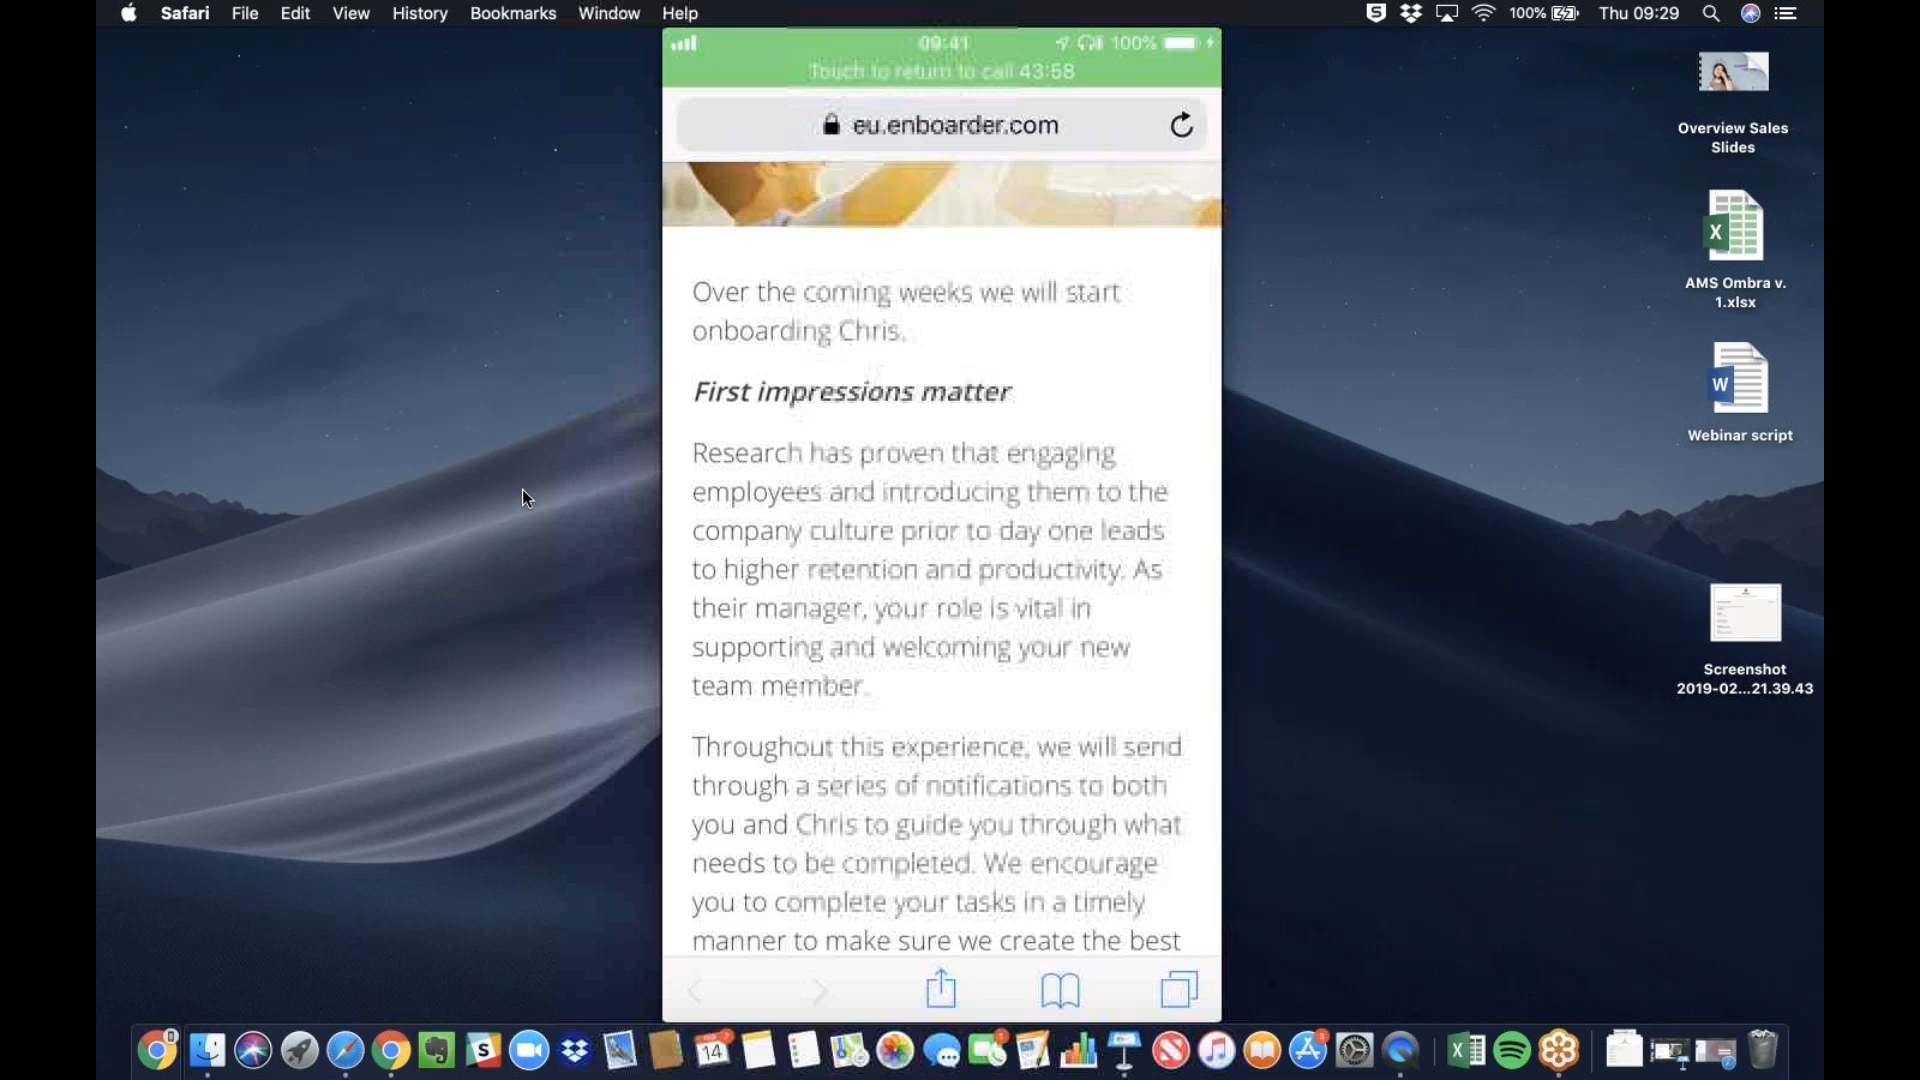 Safari File Edit View History Bookmarks Window Help
100% Thu 09:29
09:41 100%
Touch to return to call 43:58
eu.enboarder.com
Over the coming weeks we will start
onboarding Chris.
First impressions matter
Research has proven that engaging
employees and introducing them to the
company culture prior to day one leads
to higher retention and productivity. As
their manager, your role is vital in
supporting and welcoming your new
team member.
Throughout this experience, we will send
through a series of notifications to both
you and Chris to guide you through what
needs to be completed. We encourage
you to complete your tasks in a timely
manner to make sure we create the best
Overview Sales
Slides
AMS Ombra v.
1.xlsx
Webinar script
Screenshot
2019-02...21.39.43
14